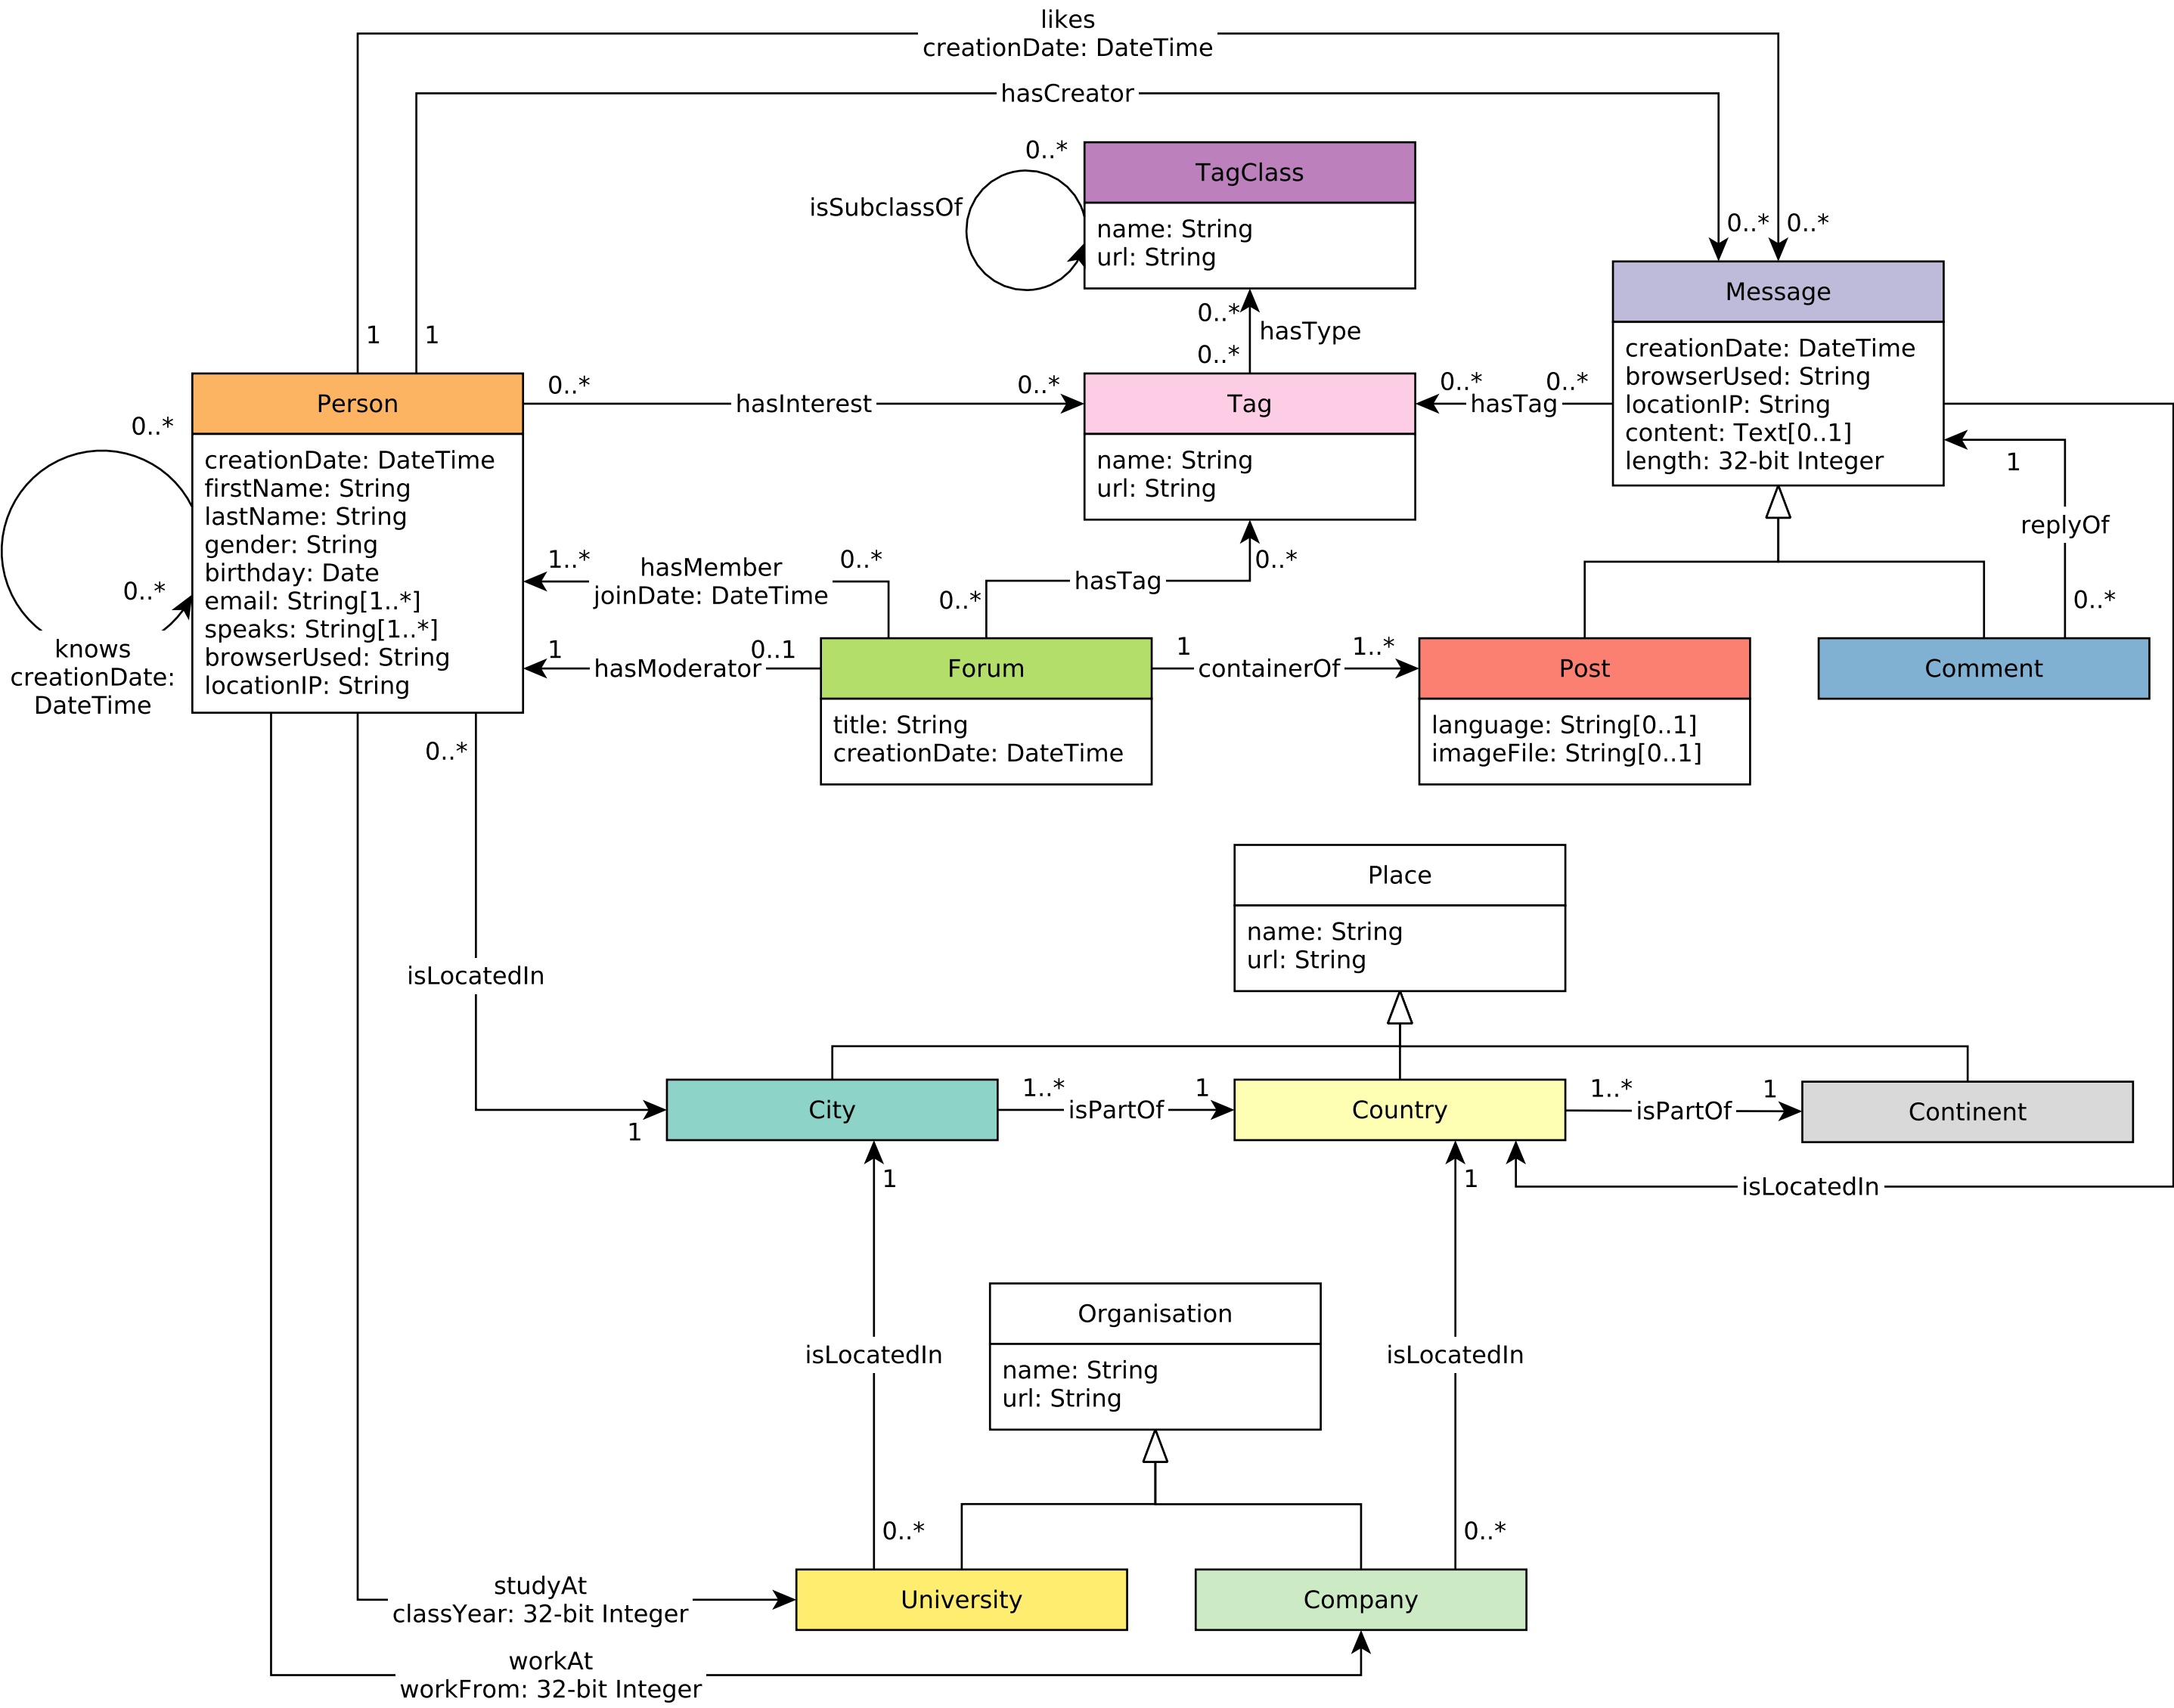 likes
creationDate: DateTime
hasCreator
0..*
TagClass
isSubclassOf
name: String
url: String
0..*
0..*
Message
1
1
0..*
hasType
0..*
creationDate: DateTime
browserUsed: String
locationIP: String
content: Text[0..1]
length: 32-bit Integer
Person
0..*
hasInterest
0..*
Tag
0..*
hasTag
0..*
0..*
creationDate: DateTime
firstName: String
lastName: String
gender: String
birthday: Date
email: String[1..*]
speaks: String[1..*]
browserUsed: String
locationIP: String
name: String
url: String
1
replyOf
0..*
0..*
knows
creationDate:
DateTime
1..*
hasMember
joinDate: DateTime
0..*
0..*
hasTag
0..*
1
hasModerator
0..1
Forum
1
containerOf
1..*
Post
Comment
title: String
creationDate: DateTime
language: String[0..1]
imageFile: String[0..1]
0..*
Place
name: String
url: String
isLocatedIn
1
City
1..*
isPartOf
1
Country
1..*
isPartOf
1
Continent
1
1
isLocatedIn
Organisation
name: String
url: String
isLocatedIn
isLocatedIn
0..*
0..*
University
Company
studyAt
classYear: 32-bit Integer
workAt
workFrom: 32-bit Integer